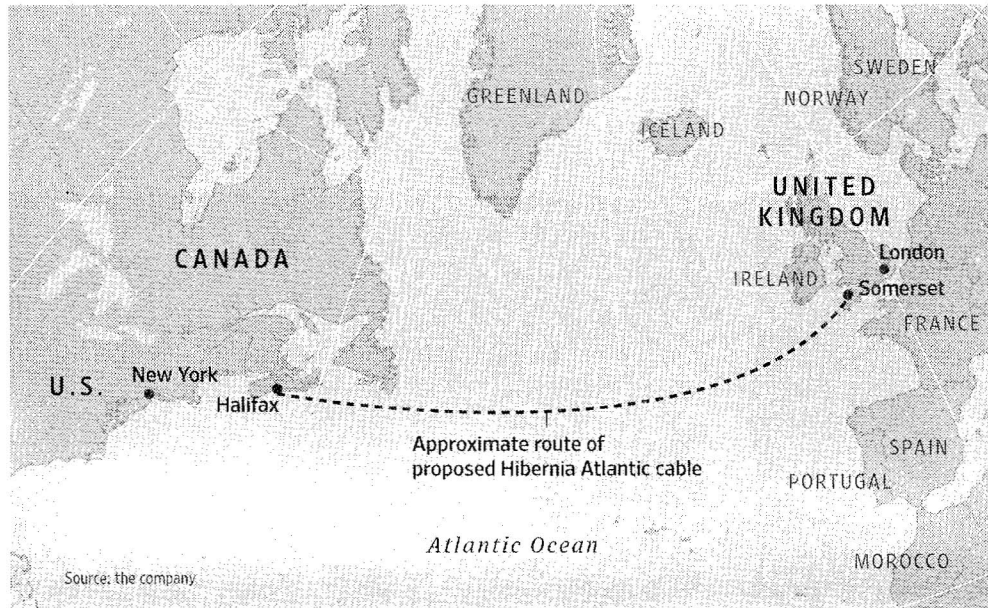 SWEDEN
GREENLAND
NORWAY
ICELAND
UNITED
KINGDOM
CANADA
London
IRELAND
Somerset
FRANCE
New York
U.S.
Halifax
Approximate route of
proposed Hibernia Atlantic cable
SPAIN
PORTUGAL
Atlantic Ocean
MOROCCO
Source: the company